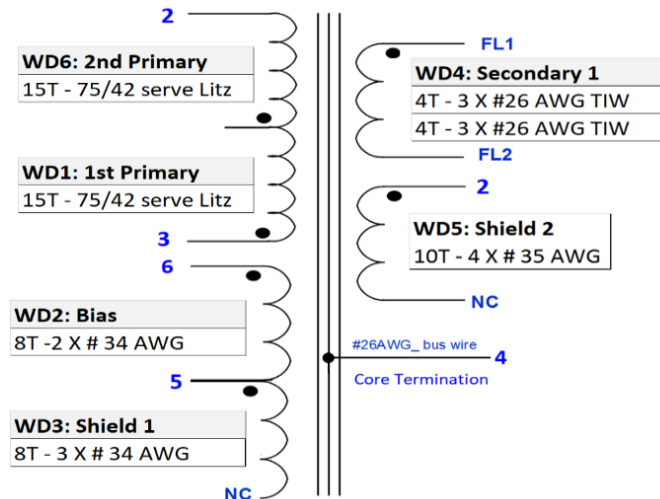 2
WD6: 2nd Primary
15T - 75/42 serve Litz
WD1: 1st Primary
15T - 75/42 serve Litz
3
6
WD2: Bias
8T -2 X # 34 AWG
5
WD3: Shield 1
8T - 3 X # 34 AWG
NC
FL1
WD4: Secondary 1
4T - 3 X #26 AWG TIW
4T - 3 X #26 AWG TIW
FL2
2
WD5: Shield 2
10T - 4 X # 35 AWG
NC
#26AWG_ bus wire
4
Core Termination